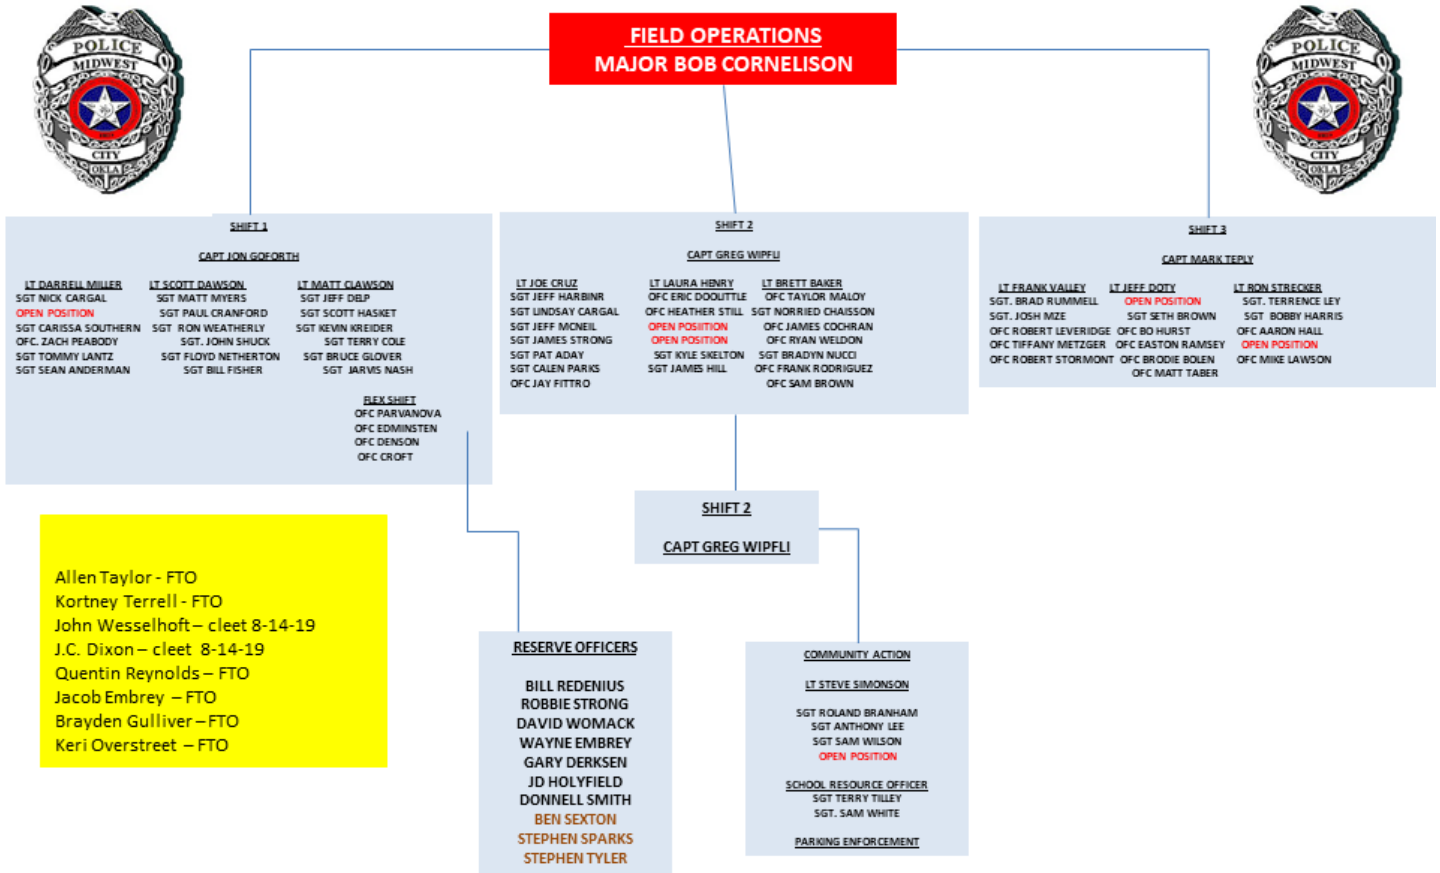 POLICE
MIDWEST
CITY
OKLA
FIELD OPERATIONS
MAJOR BOB CORNELISON
POLICE
MIDWEST
CITY
OKLA
SHIFT 1
CAPT JON GOFORTH
LT DARRELL MILLER
SGT NICK CARGAL
OPEN POSITION
SGT CARISSA SOUTHERN
OFC. ZACH PEABODY
SGT TOMMY LANTZ
SGT SEAN ANDERMAN
LT SCOTT DAWSON
SGT MATT MYERS
SGT PAUL CRANFORD
SGT RON WEATHERLY
SGT. JOHN SHUCK
SGT FLOYD NETHERTON
SGT BILL FISHER
LT MATT CLAWSON
SGT JEFF DELP
SGT SCOTT HASKET
SGT KEVIN KREIDER
SGT TERRY COLE
SGT BRUCE GLOVER
SGT JARVIS NASH
FLEX SHIFT
OFC PARVANOVA
OFC EDMINSTEN
OFC DENSON
OFC CROFT
SHIFT 2
CAPT GREG WIPFLI
LT JOE CRUZ
SGT JEFF HARBINR
SGT LINDSAY CARGAL
SGT JEFF MCNEIL
SGT JAMES STRONG
SGT PAT ADAY
SGT CALEN PARKS
OFC JAY FITTRO
LT LAURA HENRY
OFC ERIC DOOLITTLE
OFC HEATHER STILL
OPEN POSIITION
OPEN POSITION
SGT KYLE SKELTON
SGT JAMES HILL
LT BRETT BAKER
OFC TAYLOR MALOY
SGT NORRIED CHAISSON
OFC JAMES COCHRAN
OFC RYAN WELDON
SGT BRADYN NUCCI
OFC FRANK RODRIGUEZ
OFC SAM BROWN
SHIFT 3
CAPT MARK TEPLY
LT FRANK VALLEY
SGT. BRAD RUMMELL
SGT. JOSH MZE
OFC ROBERT LEVERIDGE
OFC TIFFANY METZGER
OFC ROBERT STORMONT
LT JEFF DOTY
OPEN POSITION
SGT SETH BROWN
OFC BO HURST
OFC EASTON RAMSEY
OFC BRODIE BOLEN
OFC MATT TABER
LT RON STRECKER
SGT. TERRENCE LEY
SGT BOBBY HARRIS
OFC AARON HALL
OPEN POSITION
OFC MIKE LAWSON
SHIFT 2
CAPT GREG WIPFLI
Allen Taylor - FTO
Kortney Terrell - FTO
John Wesselhoft – cleet 8-14-19
J.C. Dixon – cleet 8-14-19
Quentin Reynolds – FTO
Jacob Embrey – FTO
Brayden Gulliver – FTO
Keri Overstreet – FTO
RESERVE OFFICERS
BILL REDENIUS
ROBBIE STRONG
DAVID WOMACK
WAYNE EMBREY
GARY DERKSEN
JD HOLYFIELD
DONNELL SMITH
BEN SEXTON
STEPHEN SPARKS
STEPHEN TYLER
COMMUNITY ACTION
LT STEVE SIMONSON
SGT ROLAND BRANHAM
SGT ANTHONY LEE
SGT SAM WILSON
OPEN POSITION
SCHOOL RESOURCE OFFICER
SGT TERRY TILLEY
SGT. SAM WHITE
PARKING ENFORCEMENT